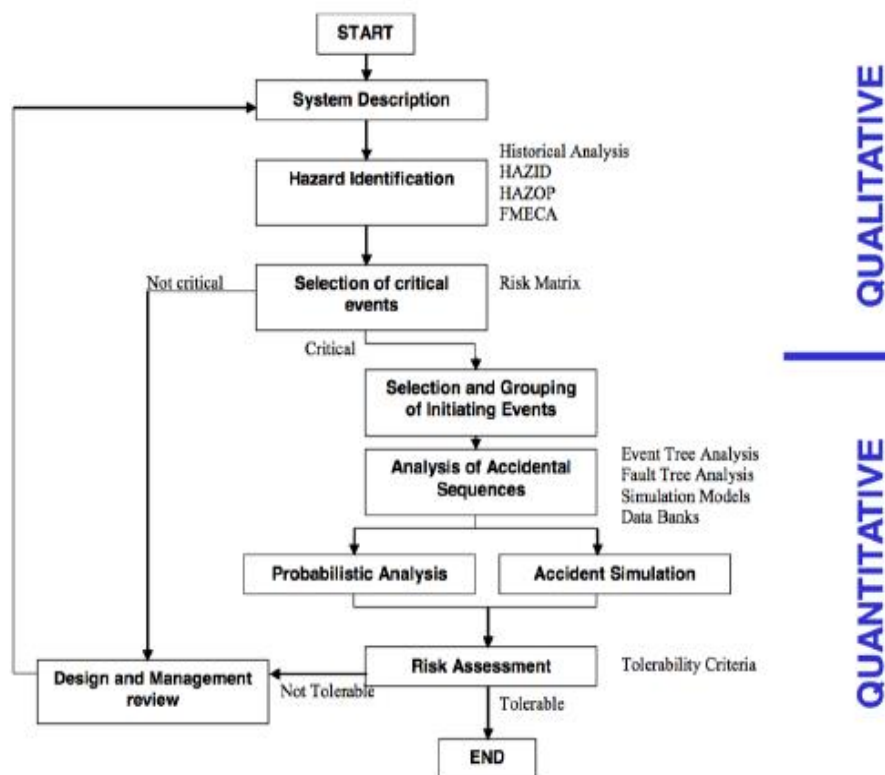 START
System Description
Hazard Identification
Historical Analysis
HAZID
HAZOP
FMECA
QUALITATIVE
Not critical
Selection of critical
events
Risk Matrix
Critical
Selection and Grouping
of Initiating Events
Analysis of Accidental
Sequences
Event Tree Analysis
Fault Tree Analysis
Simulation Models
Data Banks
QUANTITATIVE
Probabilistic Analysis
Accident Simulation
Design and Management
review
Not Tolerable
Risk Assessment
Tolerability Criteria
Tolerable
END